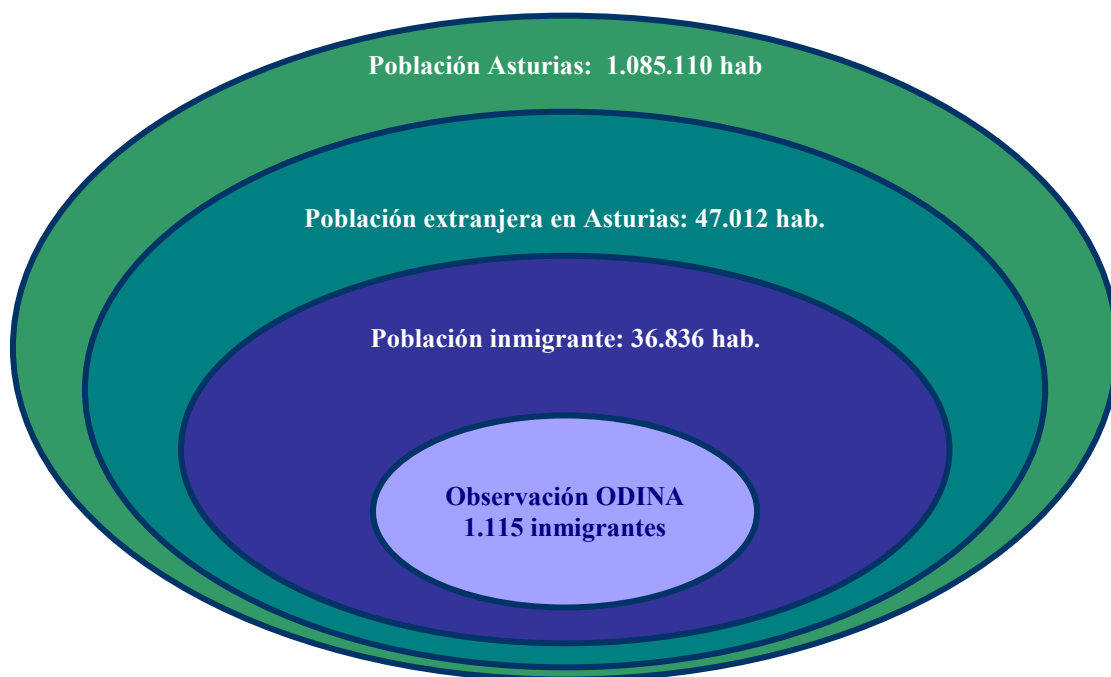 Población Asturias: 1.085.110 hab
Población extranjera en Asturias: 47.012 hab.
Población inmigrante: 36.836 hab.
Observación ODINA
1.115 inmigrantes